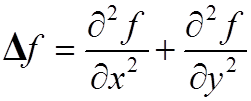 Δf = ∂²f/∂x² + ∂²f/∂y²